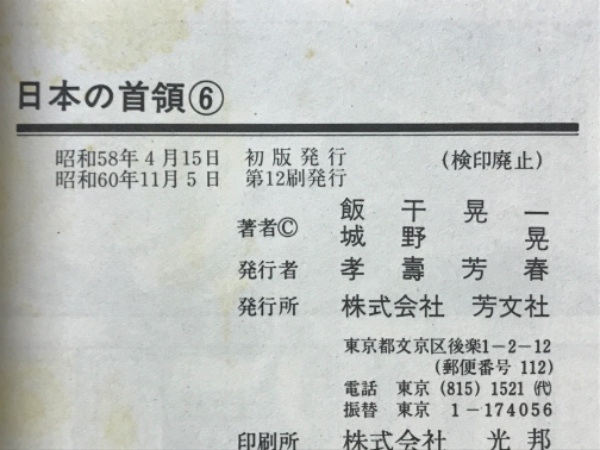 日本の首領⑥
昭和58年4月15日 初版発行 (検印廃止)
昭和60年11月5日 第12刷発行
著者© 飯干晃一
城野晃
発行者 孝壽芳春
発行所 株式会社 芳文社
東京都文京区後楽1-2-12
(郵便番号 112)
電話 東京 (815) 1521 ㈹
振替 東京 1-174056
印刷所 株式会社 光邦